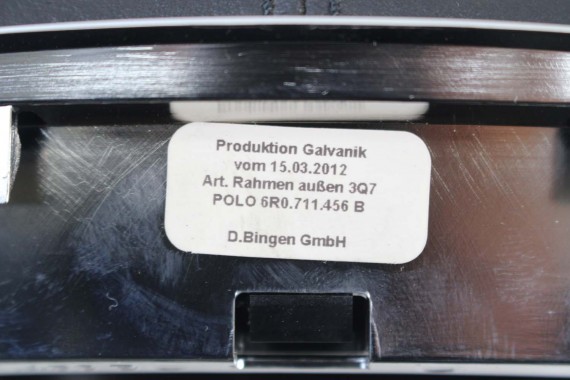 Produktion Galvanik
vom 15.03.2012
Art. Rahmen außen 3Q7
POLO 6R0.711.456 B
D.Bingen GmbH